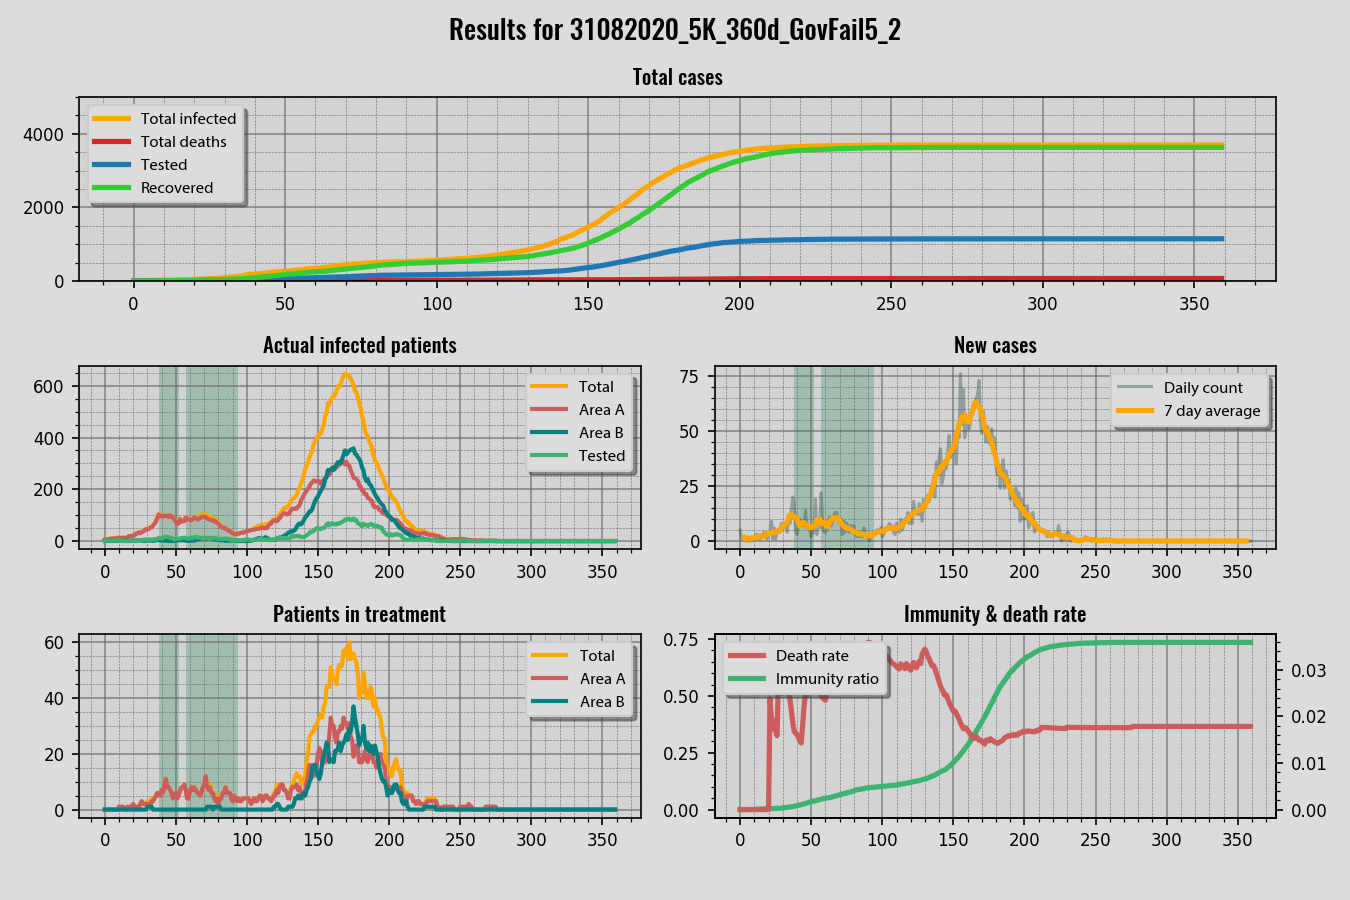 Results for 31082020_5K_360d_GovFail5_2
Total cases
Total infected
Total deaths
Tested
Recovered
4000
2000
0
0 50 100 150 200 250 300 350
Actual infected patients
Total
Area A
Area B
Tested
600
400
200
0
0 50 100 150 200 250 300 350
New cases
Daily count
7 day average
75
50
25
0
0 50 100 150 200 250 300 350
Patients in treatment
Total
Area A
Area B
60
40
20
0
0 50 100 150 200 250 300 350
Immunity & death rate
Death rate
Immunity ratio
0.75
0.50
0.25
0.00
0.03
0.02
0.01
0.00
0 50 100 150 200 250 300 350